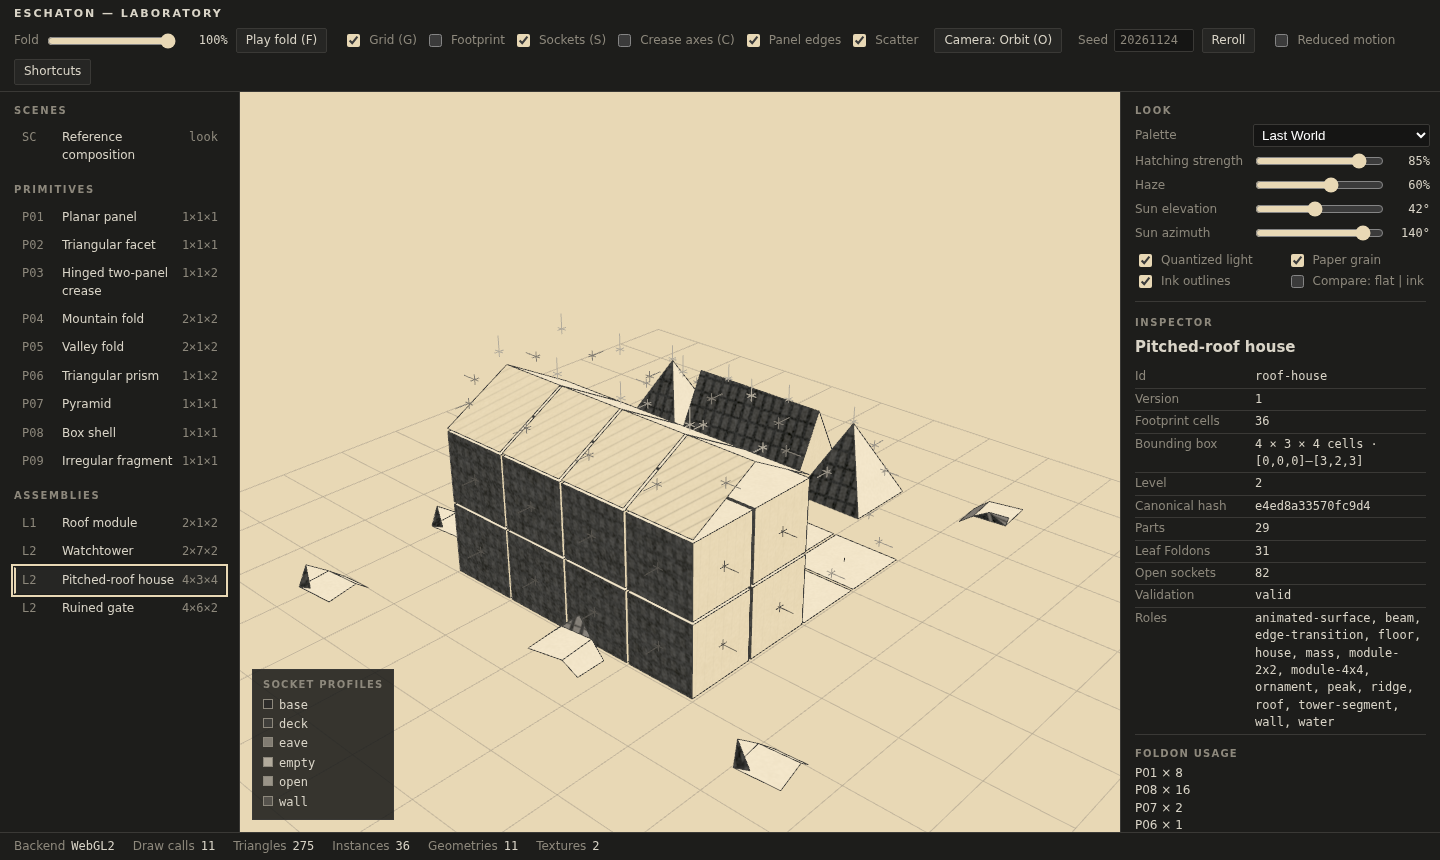 ESCHATON — LABORATORY
Fold 100% Play fold (F) Grid (G) Footprint Sockets (S) Crease axes (C) Panel edges Scatter Camera: Orbit (O) Seed 20261124 Reroll Reduced motion
Shortcuts
SCENES
SC Reference composition look
PRIMITIVES
P01 Planar panel 1×1×1
P02 Triangular facet 1×1×1
P03 Hinged two-panel crease 1×1×2
P04 Mountain fold 2×1×2
P05 Valley fold 2×1×2
P06 Triangular prism 1×1×2
P07 Pyramid 1×1×1
P08 Box shell 1×1×1
P09 Irregular fragment 1×1×1
ASSEMBLIES
L1 Roof module 2×1×2
L2 Watchtower 2×7×2
L2 Pitched-roof house 4×3×4
L2 Ruined gate 4×6×2
SOCKET PROFILES
base
deck
eave
empty
open
wall
LOOK
Palette Last World
Hatching strength 85%
Haze 60%
Sun elevation 42°
Sun azimuth 140°
Quantized light Paper grain
Ink outlines Compare: flat | ink
INSPECTOR
Pitched-roof house
Id roof-house
Version 1
Footprint cells 36
Bounding box 4 × 3 × 4 cells ·
[0,0,0]–[3,2,3]
Level 2
Canonical hash e4ed8a33570fc9d4
Parts 29
Leaf Foldons 31
Open sockets 82
Validation valid
Roles animated-surface, beam,
edge-transition, floor,
house, mass, module-
2x2, module-4x4,
ornament, peak, ridge,
roof, tower-segment,
wall, water
FOLDON USAGE
P01 × 8
P08 × 16
P07 × 2
P06 × 1
Backend WebGL2 Draw calls 11 Triangles 275 Instances 36 Geometries 11 Textures 2